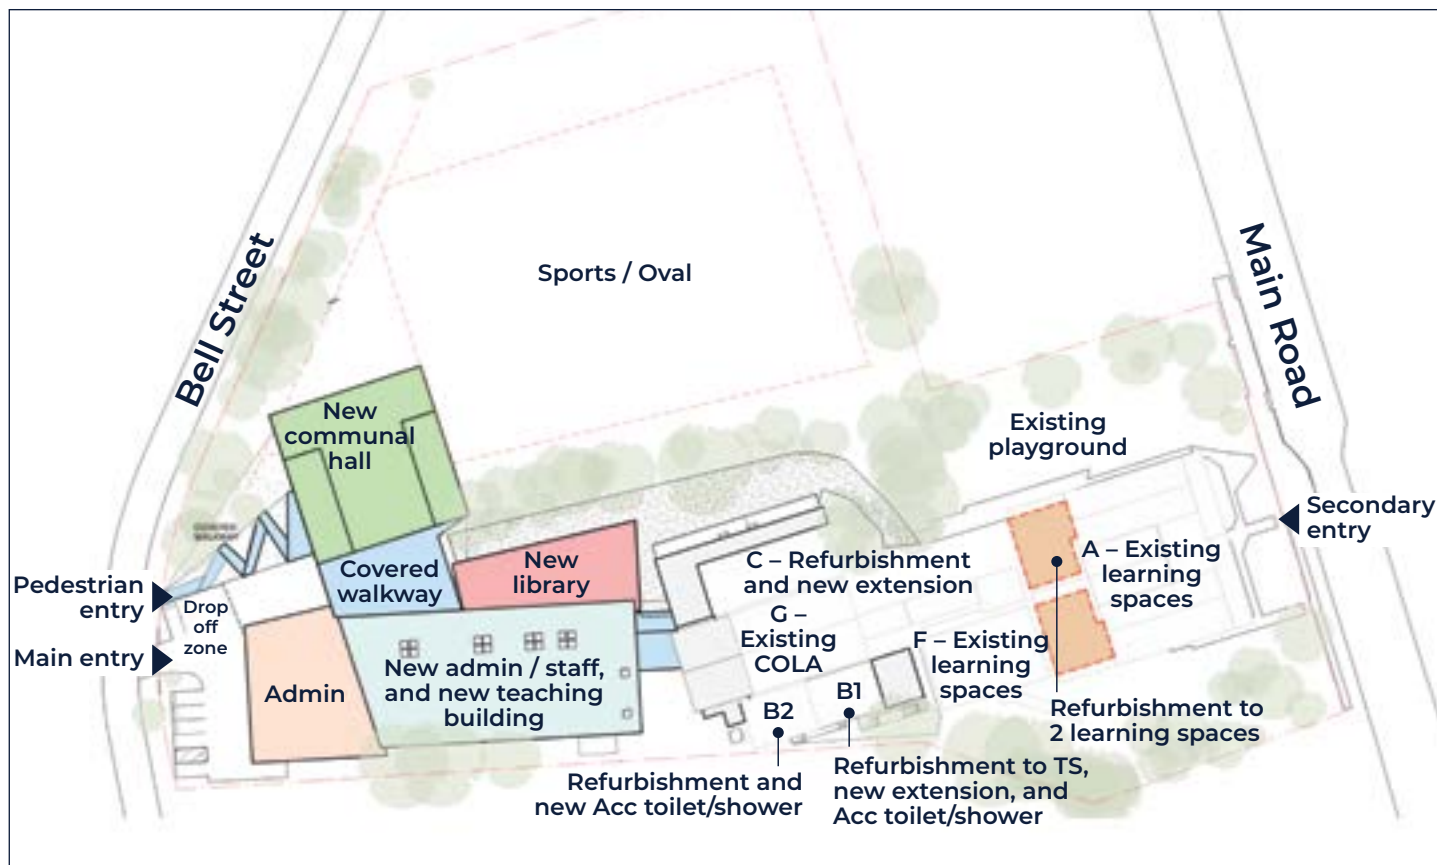 Bell Street
Main Road
Sports / Oval
New
communal
hall
Existing
playground
Secondary
entry
Pedestrian
entry
Main entry
Drop
off
zone
Covered
walkway
New
library
C – Refurbishment
and new extension
A – Existing
learning
spaces
G –
Existing
COLA
F – Existing
learning
spaces
Admin
New admin / staff,
and new teaching
building
B2
B1
Refurbishment to
2 learning spaces
Refurbishment and
new Acc toilet/shower
Refurbishment to TS,
new extension, and
Acc toilet/shower